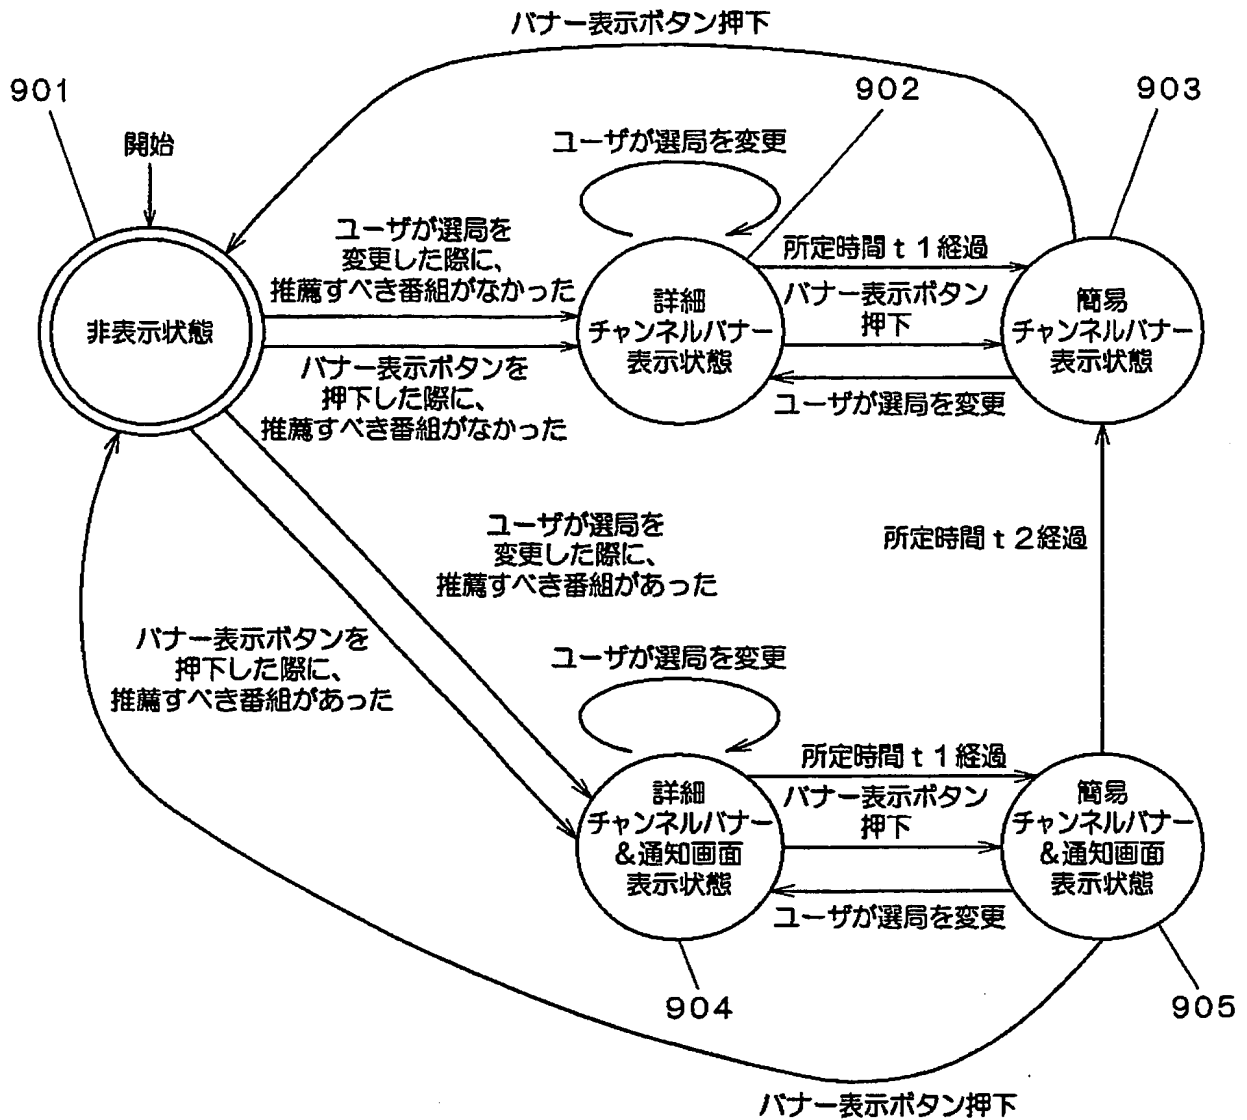 バナー表示ボタン押下
901
902
903
開始
ユーザが選局を変更
ユーザが選局を
変更した際に、
推薦すべき番組がなかった
所定時間ｔ１経過
バナー表示ボタン
押下
非表示状態
詳細
チャンネルバナー
表示状態
簡易
チャンネルバナー
表示状態
バナー表示ボタンを
押下した際に、
推薦すべき番組がなかった
ユーザが選局を変更
ユーザが選局を
変更した際に、
推薦すべき番組があった
所定時間ｔ２経過
バナー表示ボタンを
押下した際に、
推薦すべき番組があった
ユーザが選局を変更
所定時間ｔ１経過
バナー表示ボタン
押下
詳細
チャンネルバナー
＆通知画面
表示状態
簡易
チャンネルバナー
＆通知画面
表示状態
ユーザが選局を変更
904
905
バナー表示ボタン押下